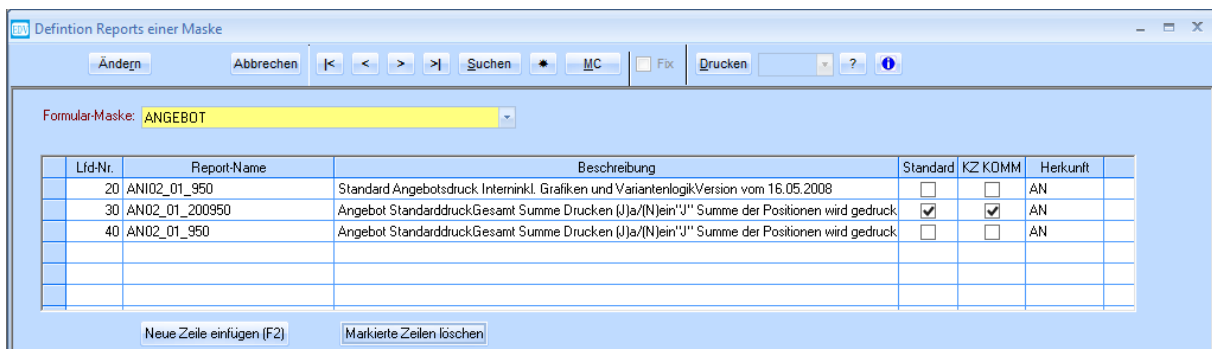 EDV Defintion Reports einer Maske
Ändern Abbrechen |< < > >| Suchen * MC Fix Drucken ? i
Formular-Maske: ANGEBOT
Lfd-Nr. Report-Name Beschreibung Standard KZ KOMM Herkunft
20 ANI02_01_950 Standard Angebotsdruck Interninkl. Grafiken und VariantenlogikVersion vom 16.05.2008 AN
30 AN02_01_200950 Angebot StandarddruckGesamt Summe Drucken (J)a/(N)ein"J" Summe der Positionen wird gedruck AN
40 AN02_01_950 Angebot StandarddruckGesamt Summe Drucken (J)a/(N)ein"J" Summe der Positionen wird gedruck AN
Neue Zeile einfügen (F2) Markierte Zeilen löschen